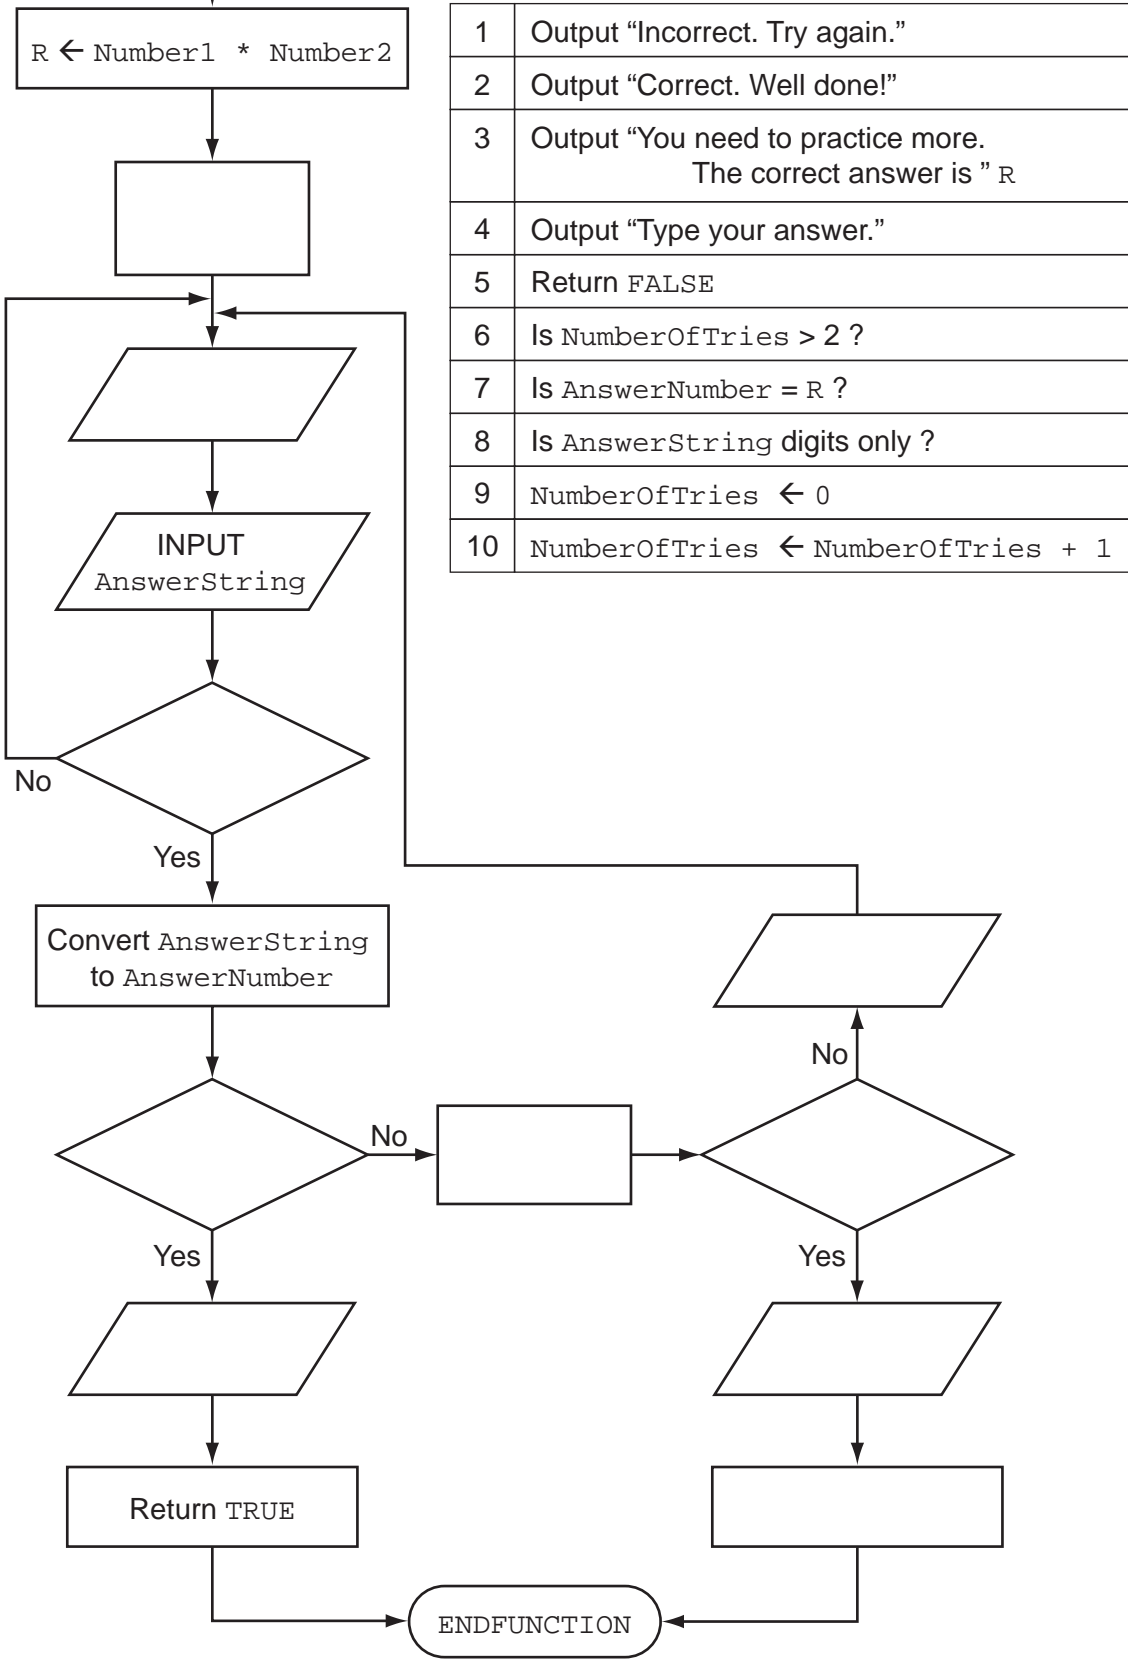 R ← Number1 * Number2
1 Output “Incorrect. Try again.”
2 Output “Correct. Well done!”
3 Output “You need to practice more.
The correct answer is ” R
4 Output “Type your answer.”
5 Return FALSE
6 Is NumberOfTries > 2 ?
7 Is AnswerNumber = R ?
8 Is AnswerString digits only ?
9 NumberOfTries ← 0
10 NumberOfTries ← NumberOfTries + 1
INPUT
AnswerString
No
Yes
Convert AnswerString
to AnswerNumber
No
No
Yes
Yes
Return TRUE
ENDFUNCTION